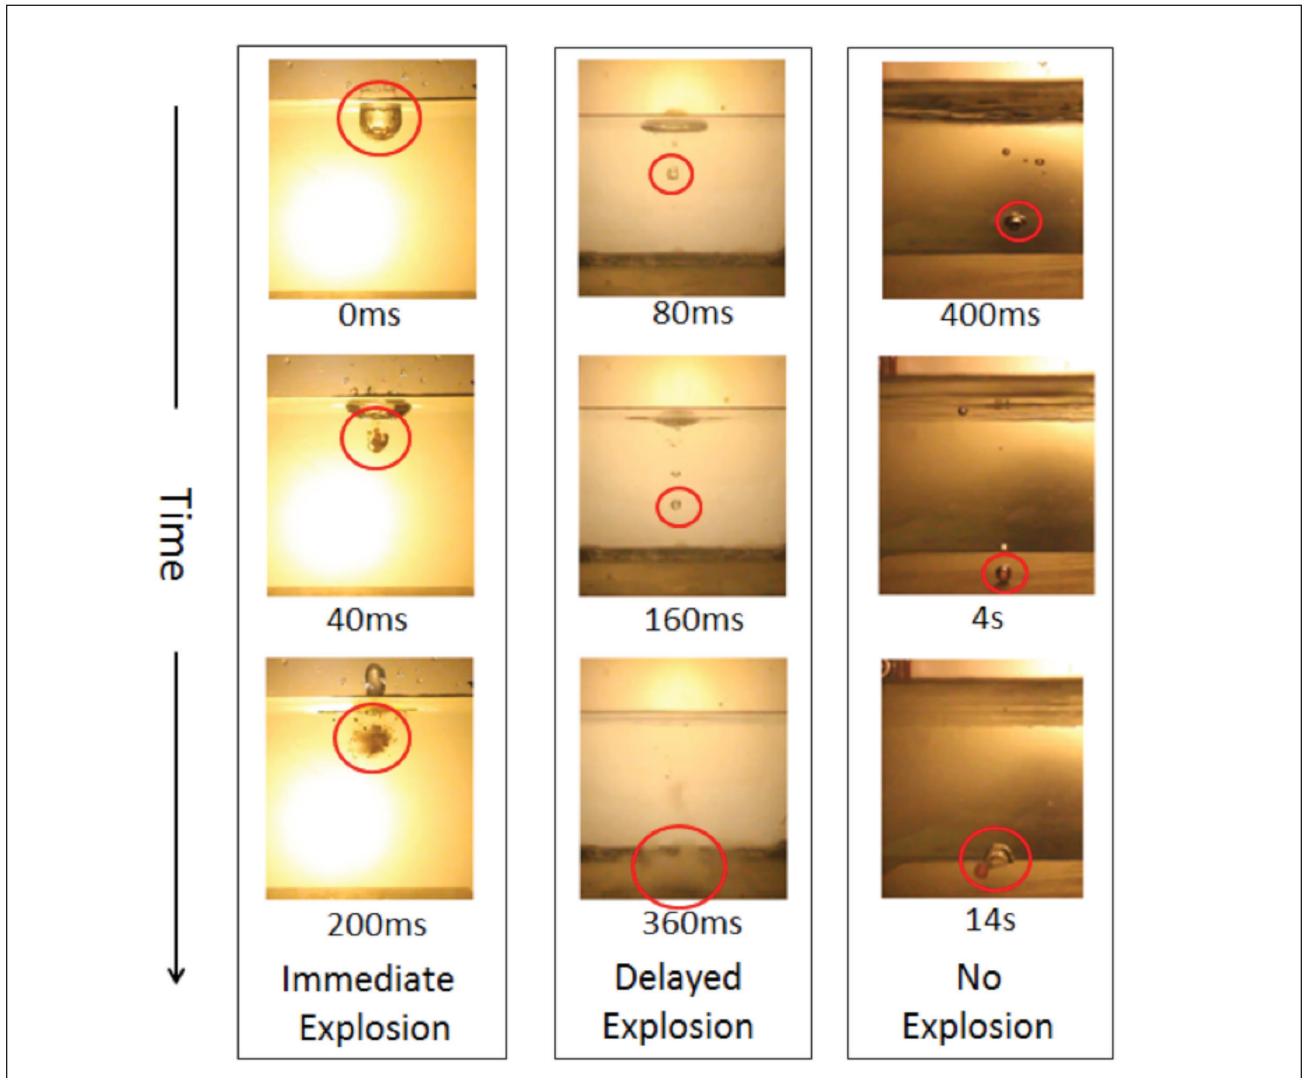 Time
0ms
40ms
200ms
Immediate
Explosion
80ms
160ms
360ms
Delayed
Explosion
400ms
4s
14s
No
Explosion